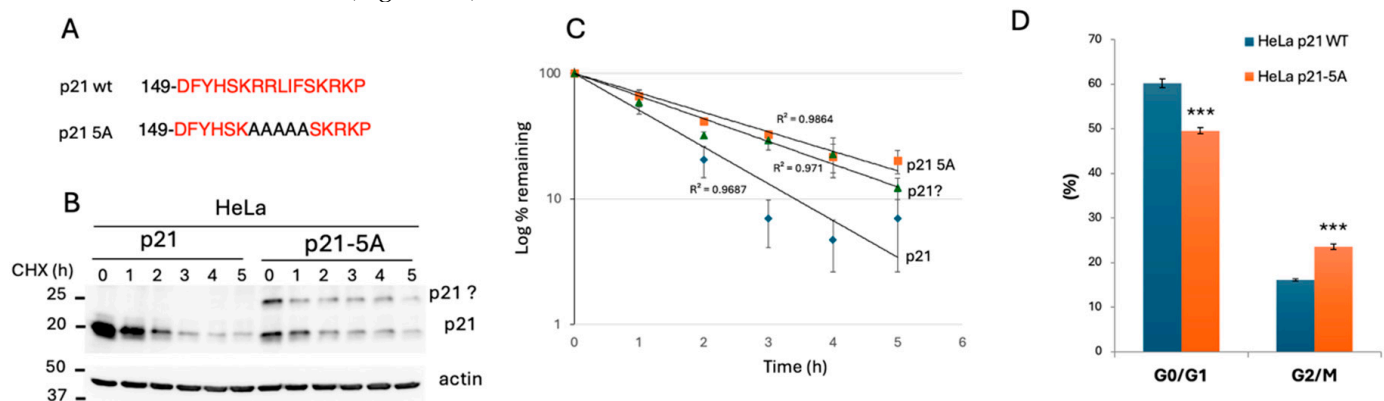 A
p21 wt 149-DFYHSKRRLIFSKRKP
p21 5A 149-DFYHSKAAAAASKRKP
B
HeLa
p21 p21-5A
CHX (h) 0 1 2 3 4 5 0 1 2 3 4 5
25
p21 ?
20
p21
50
actin
37
C
100
10
1
Log % remaining
R² = 0.9864
R² = 0.971
R² = 0.9687
p21 5A
p21?
p21
0 1 2 3 4 5 6
Time (h)
D
HeLa p21 WT
HeLa p21-5A
70
60
50
40
30
20
10
0
(%)
***
***
G0/G1 G2/M